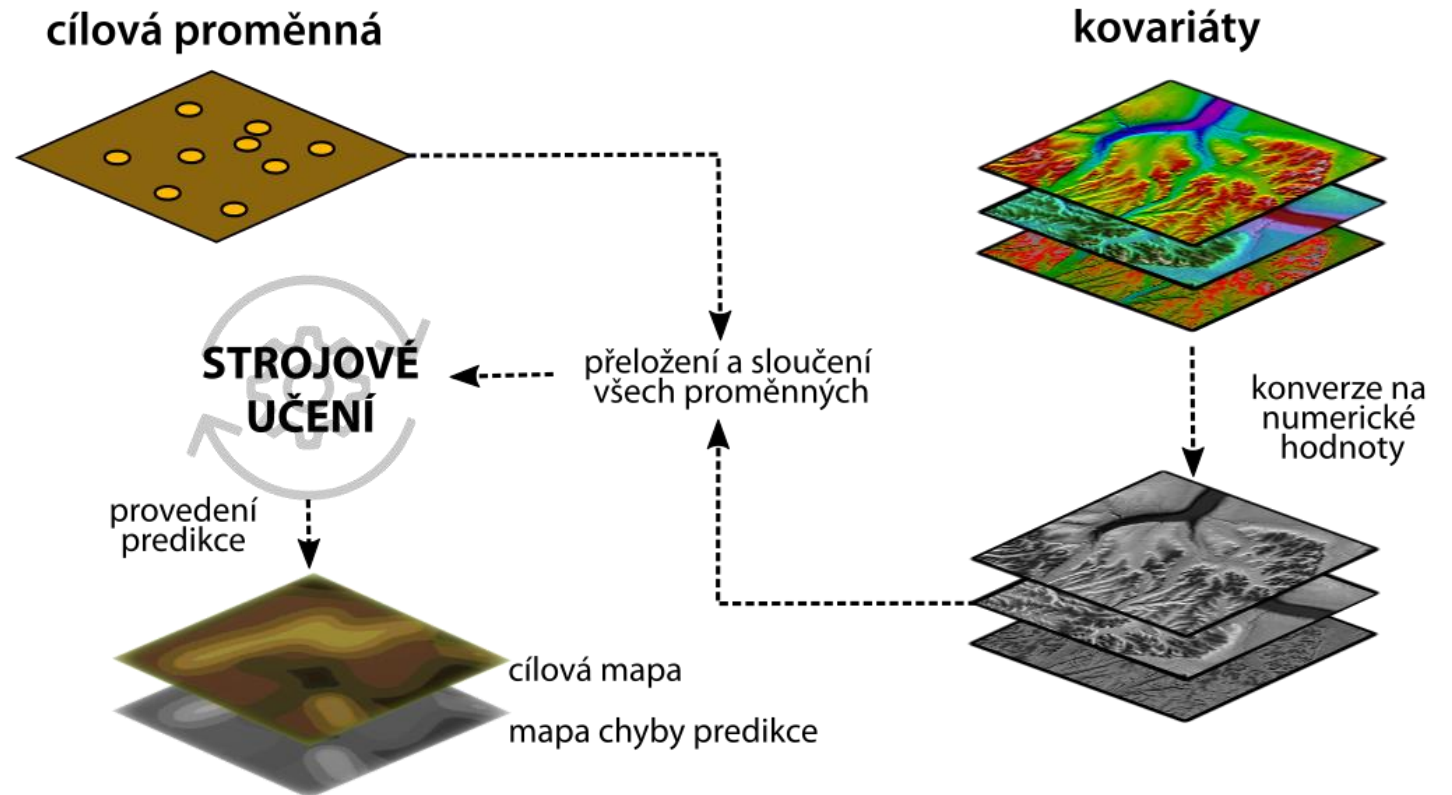 cílová proměnná
kovariáty
STROJOVÉ
UČENÍ
přeložení a sloučení
všech proměnných
konverze na
numerické
hodnoty
provedení
predikce
cílová mapa
mapa chyby predikce